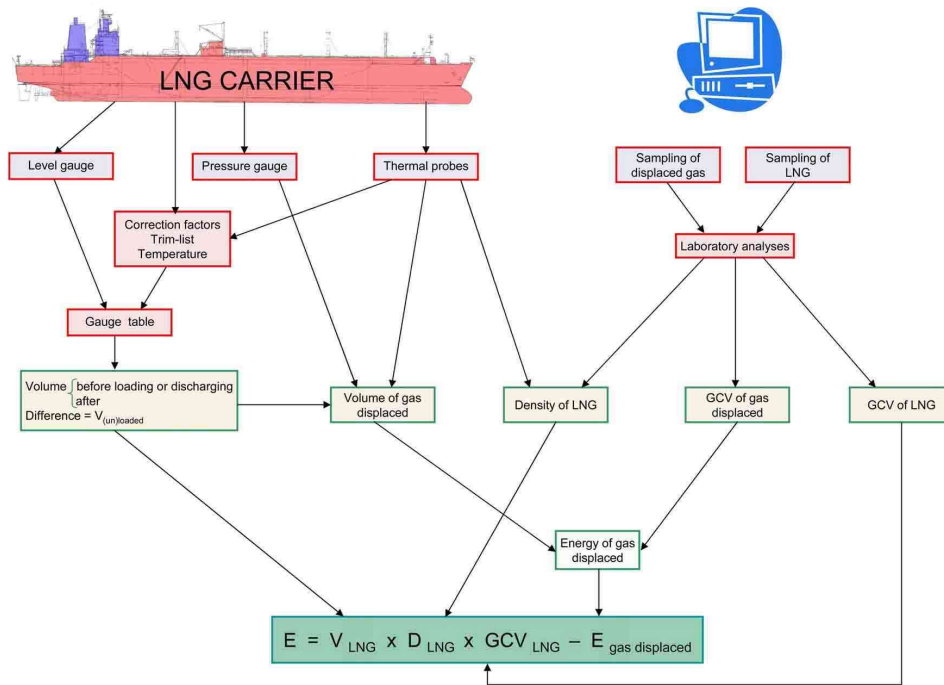 LNG CARRIER
Level gauge
Pressure gauge
Thermal probes
Sampling of
displaced gas
Sampling of
LNG
Correction factors
Trim-list
Temperature
Laboratory analyses
Gauge table
Volume { before loading or discharging
after
Difference = V(un)loaded
Volume of gas
displaced
Density of LNG
GCV of gas
displaced
GCV of LNG
Energy of gas
displaced
E = V LNG x D LNG x GCV LNG – E gas displaced